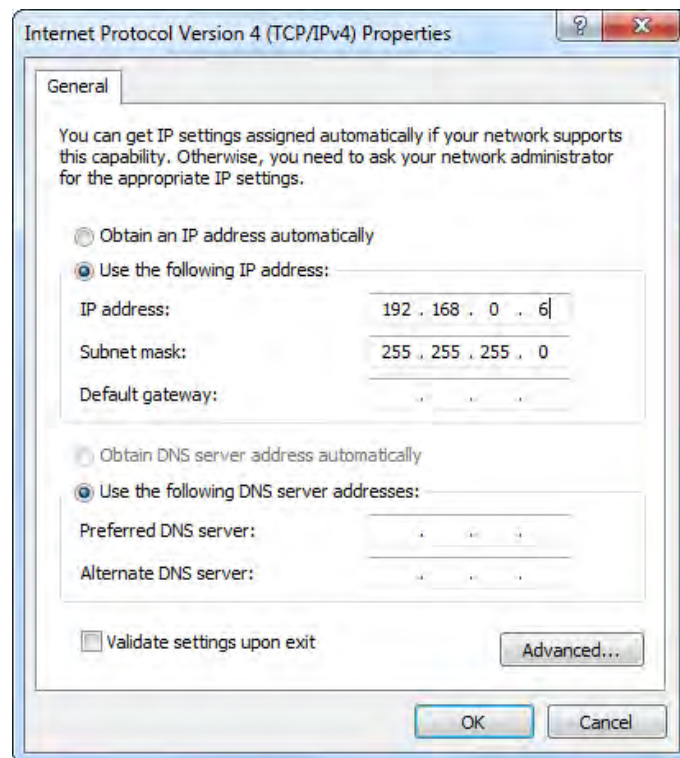 Internet Protocol Version 4 (TCP/IPv4) Properties
General
You can get IP settings assigned automatically if your network supports
this capability. Otherwise, you need to ask your network administrator
for the appropriate IP settings.
Obtain an IP address automatically
Use the following IP address:
IP address: 192 . 168 . 0 . 6
Subnet mask: 255 . 255 . 255 . 0
Default gateway: . . .
Obtain DNS server address automatically
Use the following DNS server addresses:
Preferred DNS server: . . .
Alternate DNS server: . . .
Validate settings upon exit
Advanced...
OK Cancel